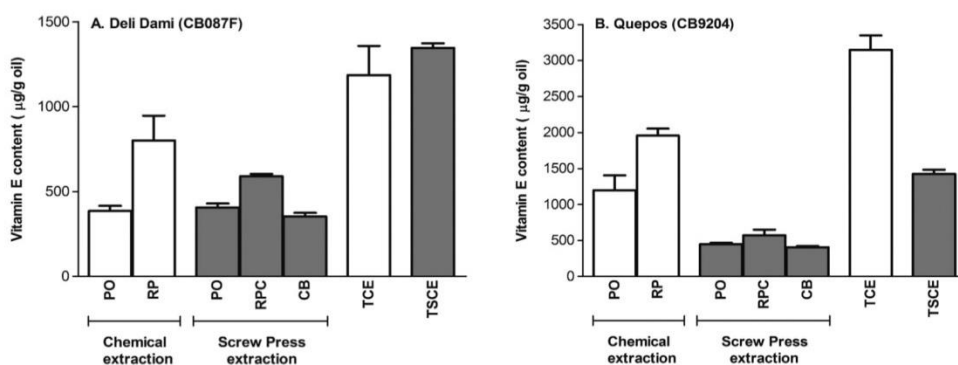 A. Deli Dami (CB087F)
Vitamin E content ( µg/g oil)
1500
1000
500
0
PO
RP
PO
RPC
CB
TCE
TSCE
Chemical
extraction
Screw Press
extraction
B. Quepos (CB9204)
Vitamin E content ( µg/g oil)
3500
3000
2500
2000
1500
1000
500
0
PO
RP
PO
RPC
CB
TCE
TSCE
Chemical
extraction
Screw Press
extraction